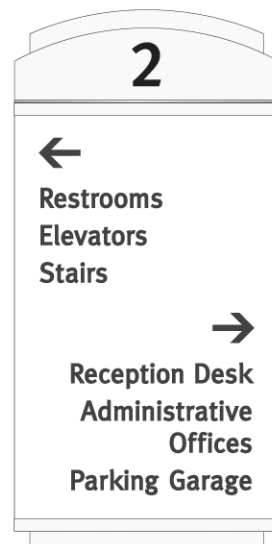 2
←
Restrooms
Elevators
Stairs
→
Reception Desk
Administrative
Offices
Parking Garage